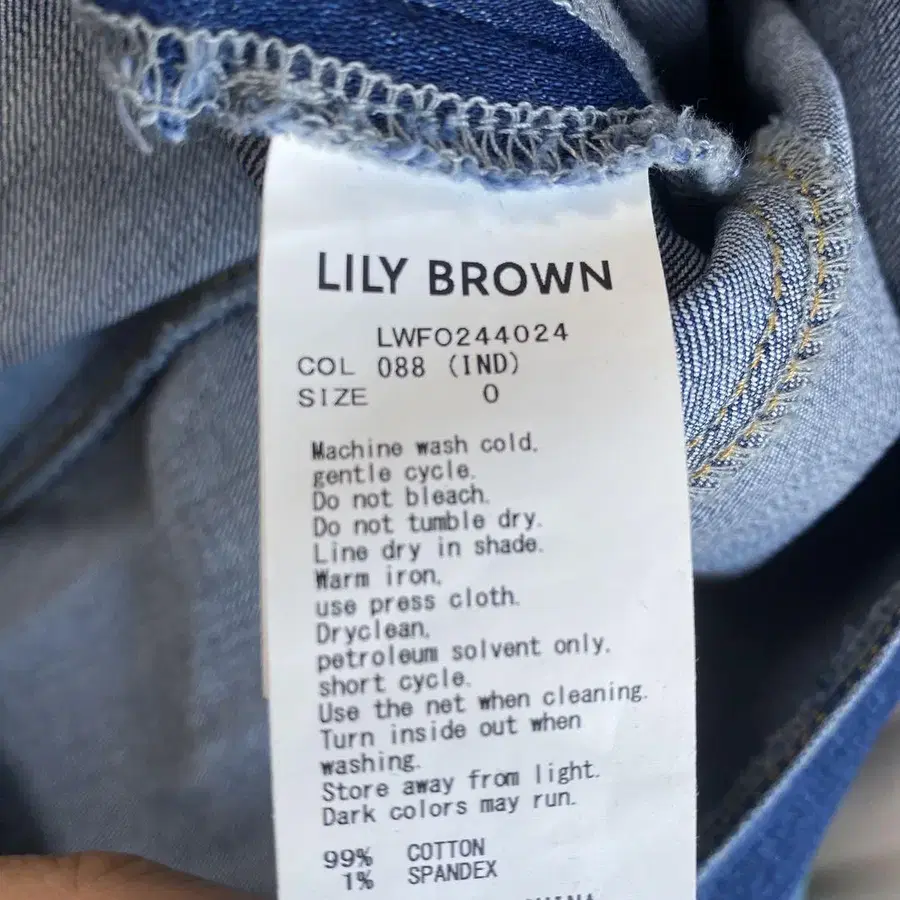 LILY BROWN
LWFO244024
COL 088 (IND)
SIZE 0
Machine wash cold,
gentle cycle,
Do not bleach.
Do not tumble dry.
Line dry in shade.
Warm iron,
use press cloth.
Dryclean,
petroleum solvent only,
short cycle.
Use the net when cleaning.
Turn inside out when
washing.
Store away from light.
Dark colors may run.
99% COTTON
1% SPANDEX